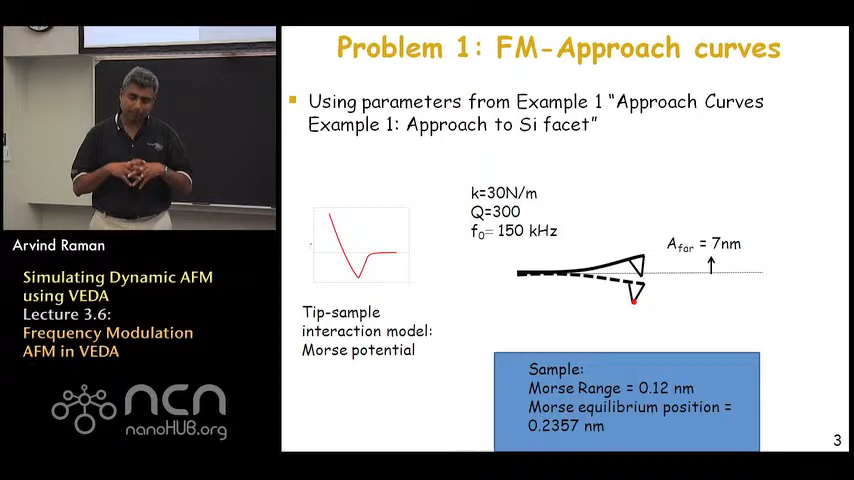 Problem 1: FM-Approach curves
Using parameters from Example 1 “Approach Curves
Example 1: Approach to Si facet”
k=30N/m
Q=300
f0= 150 kHz
Afar = 7nm
Tip-sample
interaction model:
Morse potential
Sample:
Morse Range = 0.12 nm
Morse equilibrium position =
0.2357 nm
3
Arvind Raman
Simulating Dynamic AFM
using VEDA
Lecture 3.6:
Frequency Modulation
AFM in VEDA
ncn
nanoHUB.org